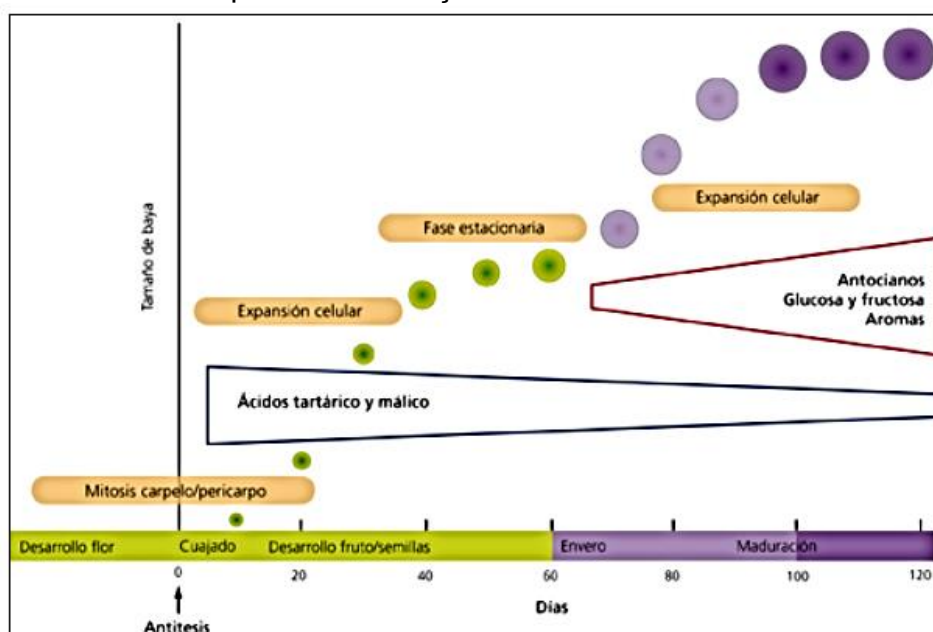 Tamaño de baya
Expansión celular
Fase estacionaria
Antocianos
Glucosa y fructosa
Aromas
Expansión celular
Ácidos tartárico y málico
Mitosis carpelo/pericarpo
Desarrollo flor
Cuajado
Desarrollo fruto/semillas
Envero
Maduración
0
20
40
60
80
100
120
Días
Antitesis